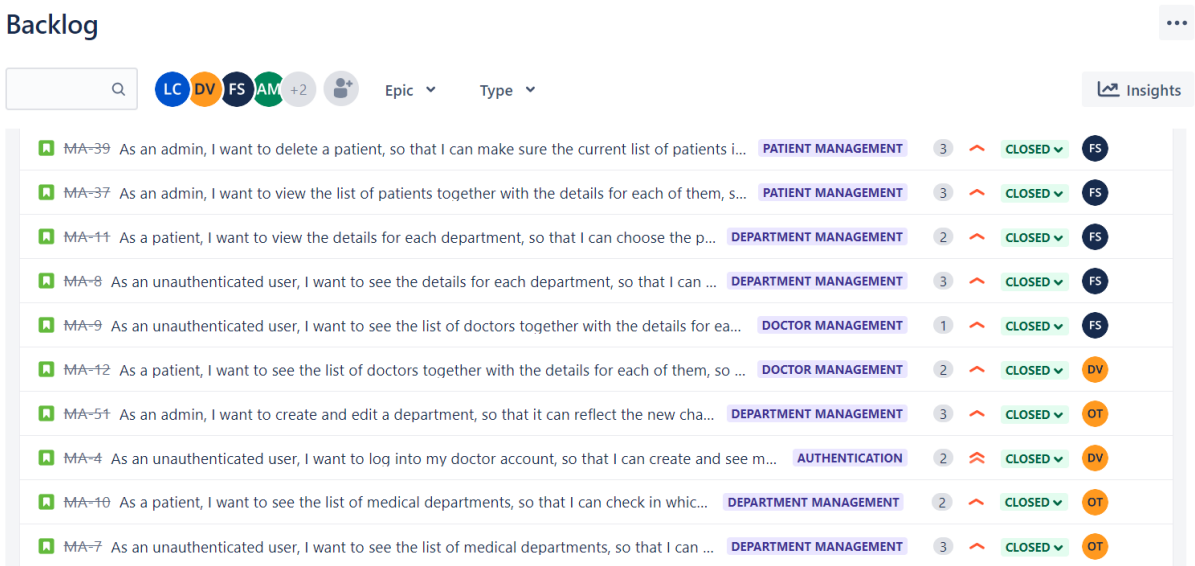 Backlog
LC DV FS AM +2 Epic Type Insights
MA-39 As an admin, I want to delete a patient, so that I can make sure the current list of patients i... PATIENT MANAGEMENT 3 CLOSED FS
MA-37 As an admin, I want to view the list of patients together with the details for each of them, s... PATIENT MANAGEMENT 3 CLOSED FS
MA-11 As a patient, I want to view the details for each department, so that I can choose the p... DEPARTMENT MANAGEMENT 2 CLOSED FS
MA-8 As an unauthenticated user, I want to see the details for each department, so that I can ... DEPARTMENT MANAGEMENT 3 CLOSED FS
MA-9 As an unauthenticated user, I want to see the list of doctors together with the details for ea... DOCTOR MANAGEMENT 1 CLOSED FS
MA-12 As a patient, I want to see the list of doctors together with the details for each of them, so ... DOCTOR MANAGEMENT 2 CLOSED DV
MA-51 As an admin, I want to create and edit a department, so that it can reflect the new cha... DEPARTMENT MANAGEMENT 3 CLOSED OT
MA-4 As an unauthenticated user, I want to log into my doctor account, so that I can create and see m... AUTHENTICATION 2 CLOSED DV
MA-10 As a patient, I want to see the list of medical departments, so that I can check in whic... DEPARTMENT MANAGEMENT 2 CLOSED OT
MA-7 As an unauthenticated user, I want to see the list of medical departments, so that I can ... DEPARTMENT MANAGEMENT 3 CLOSED OT